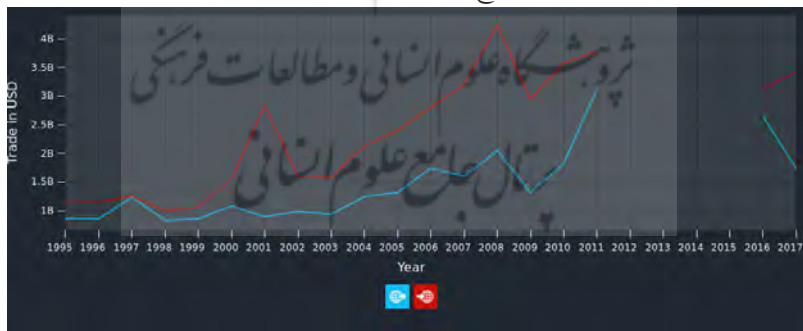 4B
3.5B
3B
2.5B
2B
1.5B
1B
Trade in USD
پژوهشگاه علوم انسانی و مطالعات فرهنگی
پرتال جامع علوم انسانی
1995 1996 1997 1998 1999 2000 2001 2002 2003 2004 2005 2006 2007 2008 2009 2010 2011 2012 2013 2014 2015 2016 2017
Year